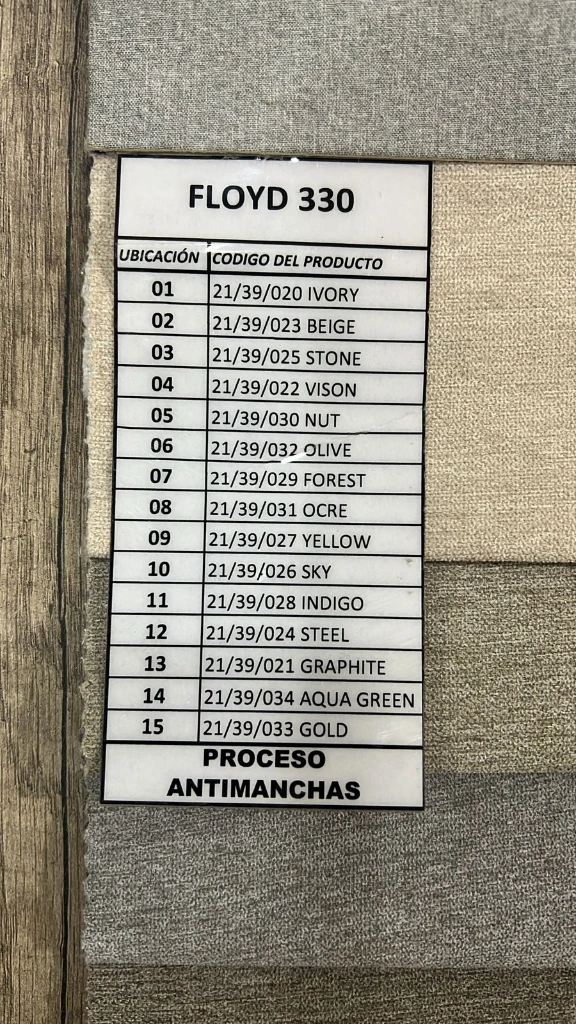 FLOYD 330
UBICACIÓN CODIGO DEL PRODUCTO
01 21/39/020 IVORY
02 21/39/023 BEIGE
03 21/39/025 STONE
04 21/39/022 VISON
05 21/39/030 NUT
06 21/39/032 OLIVE
07 21/39/029 FOREST
08 21/39/031 OCRE
09 21/39/027 YELLOW
10 21/39/026 SKY
11 21/39/028 INDIGO
12 21/39/024 STEEL
13 21/39/021 GRAPHITE
14 21/39/034 AQUA GREEN
15 21/39/033 GOLD
PROCESO
ANTIMANCHAS